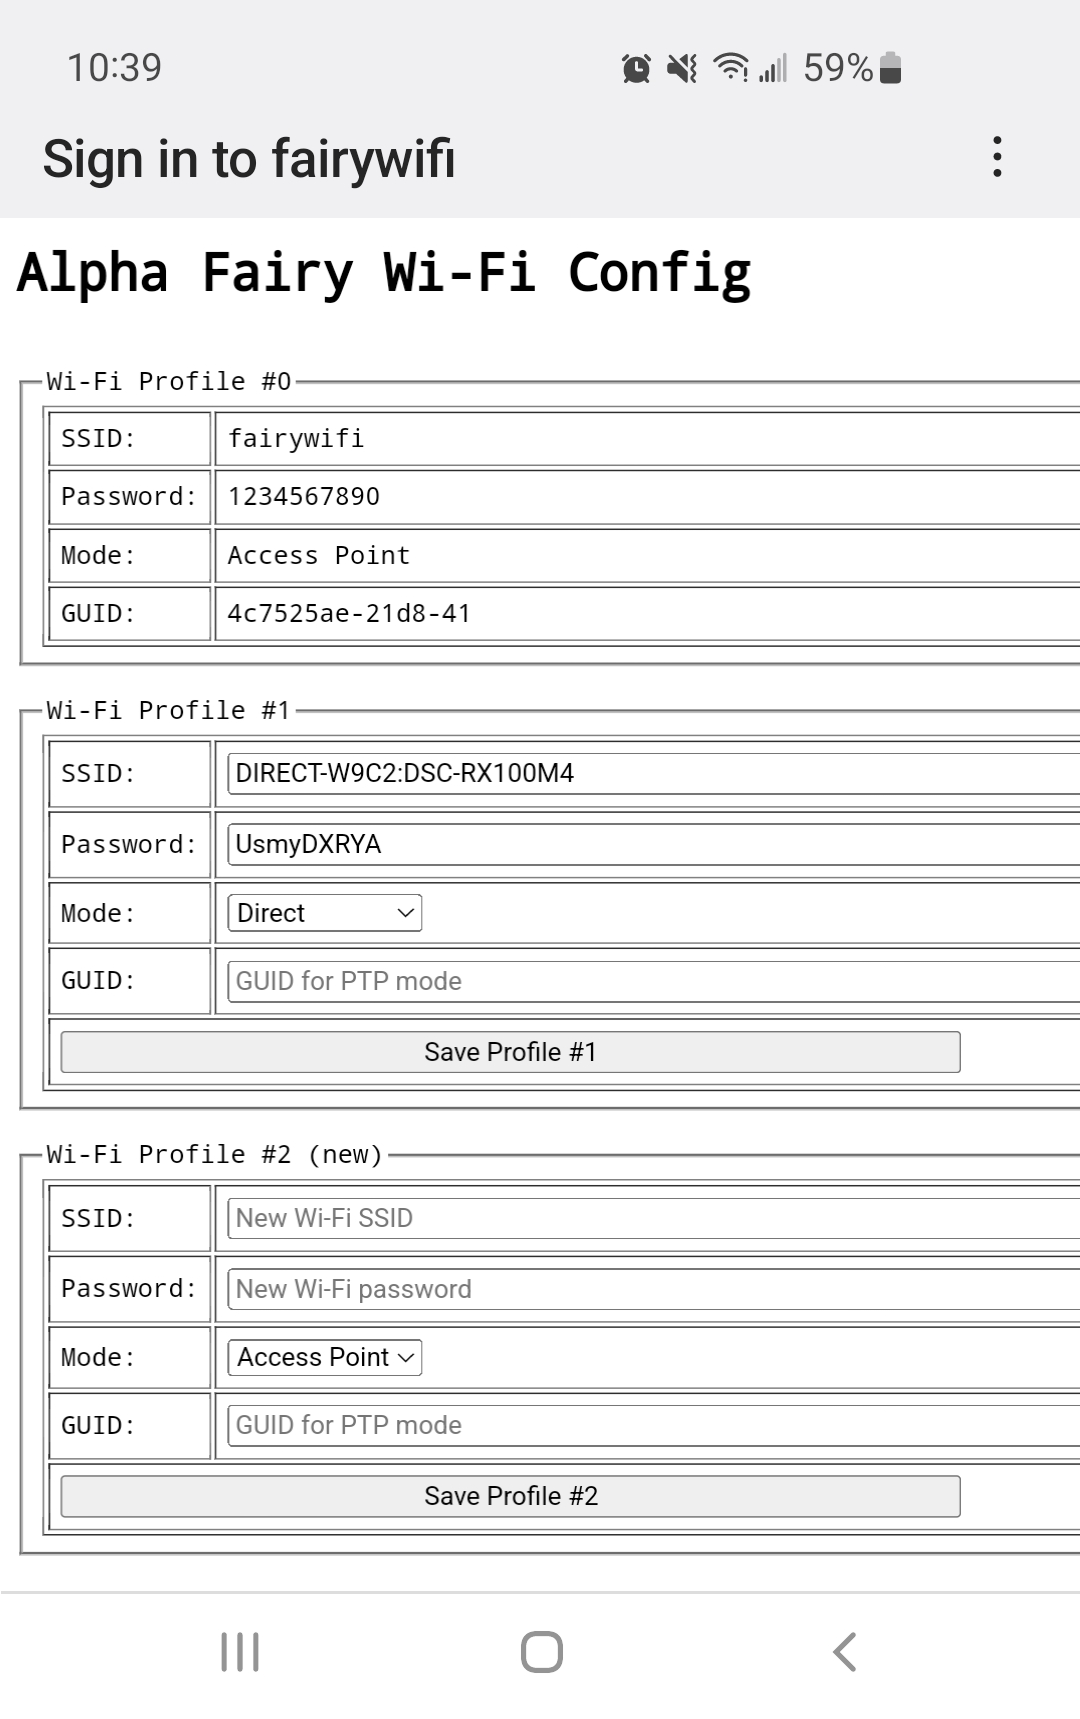 10:39 59%
Sign in to fairywifi
Alpha Fairy Wi-Fi Config
Wi-Fi Profile #0
SSID: fairywifi
Password: 1234567890
Mode: Access Point
GUID: 4c7525ae-21d8-41
Wi-Fi Profile #1
SSID: DIRECT-W9C2:DSC-RX100M4
Password: UsmyDXRYA
Mode: Direct
GUID: GUID for PTP mode
Save Profile #1
Wi-Fi Profile #2 (new)
SSID: New Wi-Fi SSID
Password: New Wi-Fi password
Mode: Access Point
GUID: GUID for PTP mode
Save Profile #2